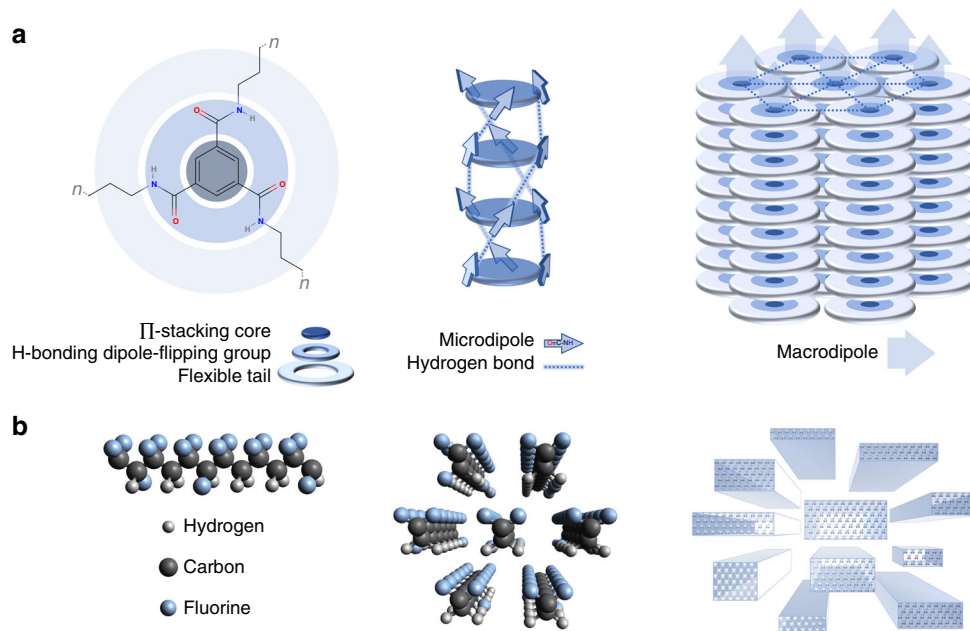 a
n
O
N
H
H
N
n
O
O
N
H
n
Π-stacking core
H-bonding dipole-flipping group
Flexible tail
Microdipole
O=C-NH
Hydrogen bond
Macrodipole
b
Hydrogen
Carbon
Fluorine